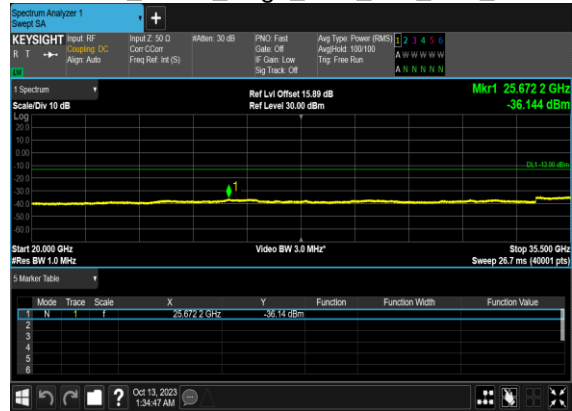 Spectrum Analyzer 1
Swept SA
+
KEYSIGHT Input: RF Input Z: 50 Ω #Atten: 30 dB PNO: Fast Avg Type: Power (RMS) 1 2 3 4 5 6
R T Coupling: DC Corr CCorr Gate: Off Avg|Hold: 100/100 A W W W W W
Align: Auto Freq Ref: Int (S) IF Gain: Low Trig: Free Run A N N N N N
Sig Track: Off
1 Spectrum
Ref Lvl Offset 15.89 dB Mkr1 25.672 2 GHz
Scale/Div 10 dB Ref Level 30.00 dBm -36.144 dBm
Log
20.0
10.0
0.00
-10.0
DL1 -13.00 dBm
-20.0
-30.0
1
-40.0
-50.0
-60.0
Start 20.000 GHz Video BW 3.0 MHz* Stop 35.500 GHz
#Res BW 1.0 MHz Sweep 26.7 ms (40001 pts)
5 Marker Table
Mode Trace Scale X Y Function Function Width Function Value
1 N 1 f 25.672 2 GHz -36.14 dBm
2
3
4
5
6
? Oct 13, 2023
1:34:47 AM